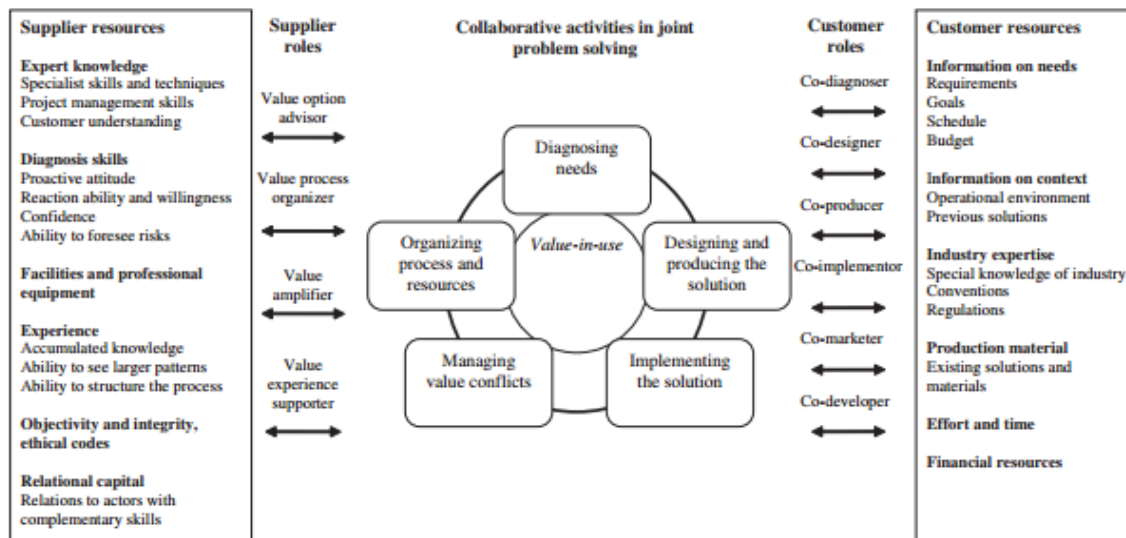 Supplier resources
Expert knowledge
Specialist skills and techniques
Project management skills
Customer understanding
Diagnosis skills
Proactive attitude
Reaction ability and willingness
Confidence
Ability to foresee risks
Facilities and professional
equipment
Experience
Accumulated knowledge
Ability to see larger patterns
Ability to structure the process
Objectivity and integrity,
ethical codes
Relational capital
Relations to actors with
complementary skills
Supplier
roles
Value option
advisor
Value process
organizer
Value
amplifier
Value
experience
supporter
Collaborative activities in joint
problem solving
Diagnosing
needs
Organizing
process and
resources
Value-in-use
Designing and
producing the
solution
Managing
value conflicts
Implementing
the solution
Customer
roles
Co-diagnoser
Co-designer
Co-producer
Co-implementor
Co-marketer
Co-developer
Customer resources
Information on needs
Requirements
Goals
Schedule
Budget
Information on context
Operational environment
Previous solutions
Industry expertise
Special knowledge of industry
Conventions
Regulations
Production material
Existing solutions and
materials
Effort and time
Financial resources